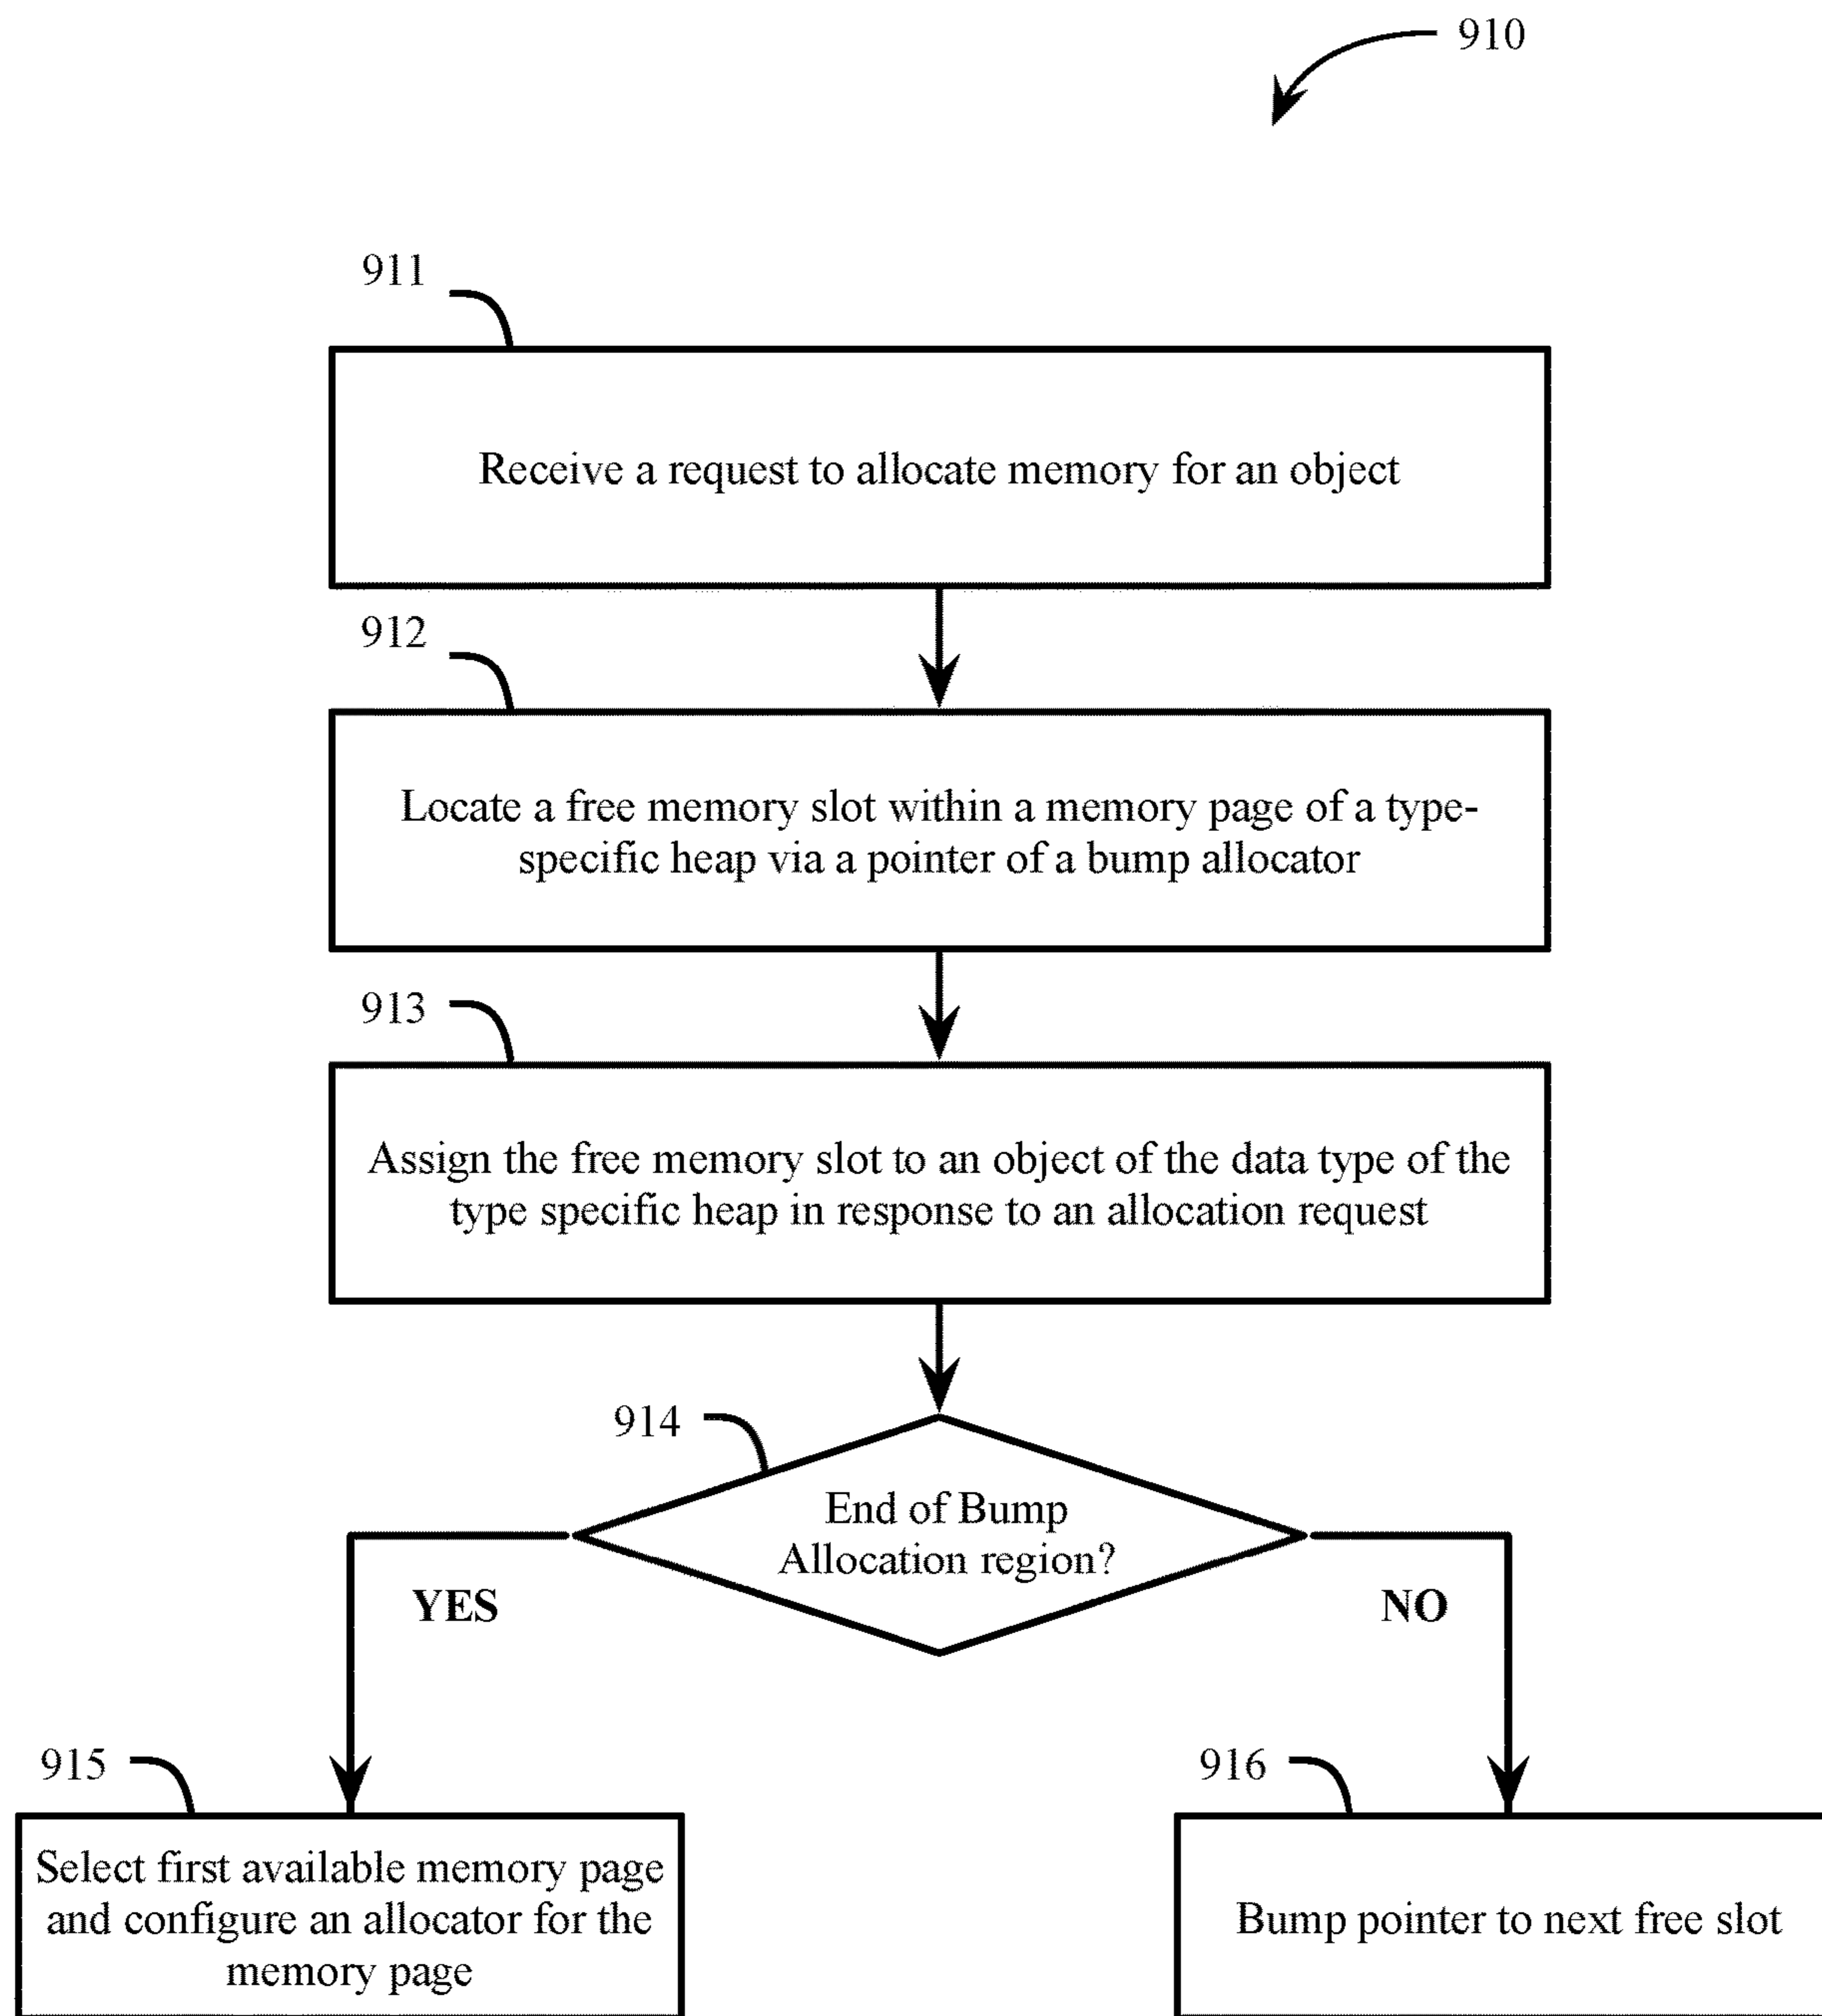 910
911
Receive a request to allocate memory for an object
912
Locate a free memory slot within a memory page of a type-
specific heap via a pointer of a bump allocator
913
Assign the free memory slot to an object of the data type of the
type specific heap in response to an allocation request
914
End of Bump
Allocation region?
YES
NO
915
Select first available memory page
and configure an allocator for the
memory page
916
Bump pointer to next free slot